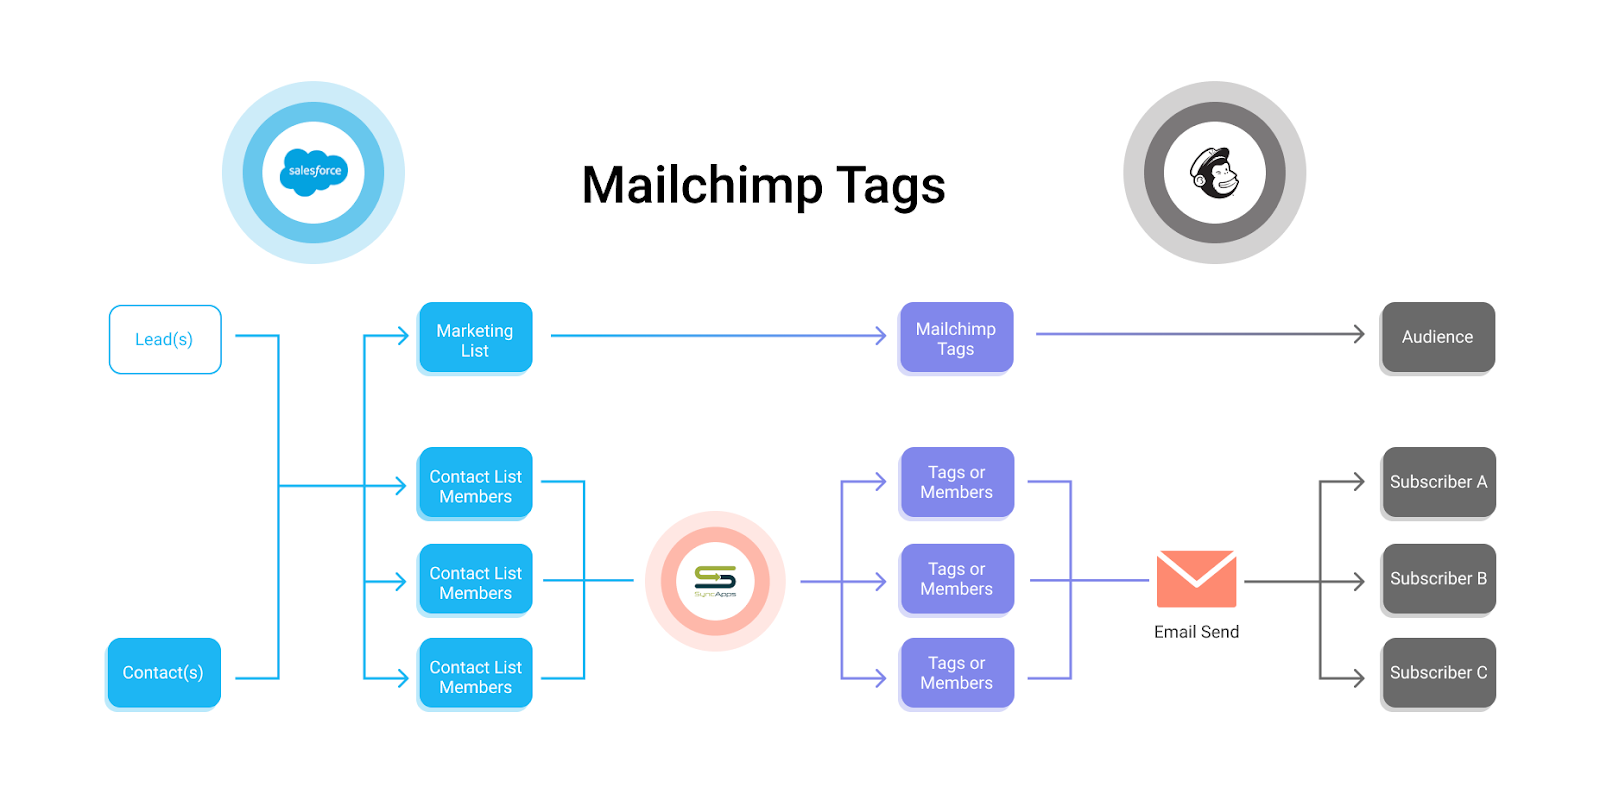 salesforce
Mailchimp Tags
Lead(s)
Marketing
List
Mailchimp
Tags
Audience
Contact List
Members
Tags or
Members
Subscriber A
Contact List
Members
SyncApps
Tags or
Members
Subscriber B
Email Send
Contact(s)
Contact List
Members
Tags or
Members
Subscriber C